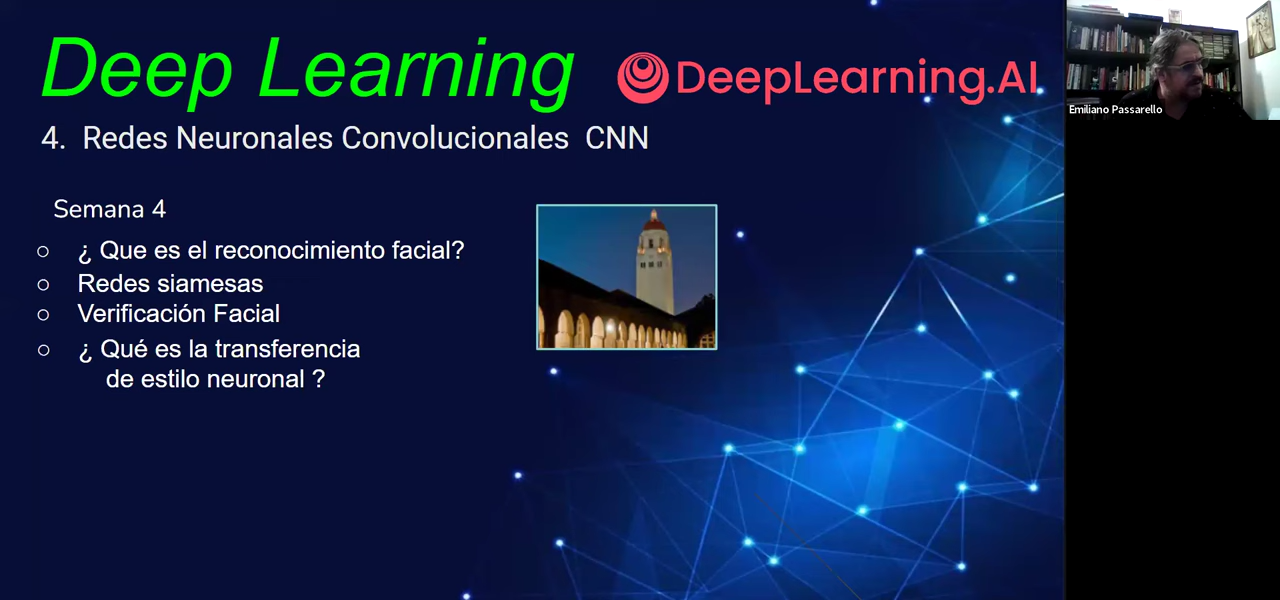 Deep Learning
DeepLearning.AI
Emiliano Passarello
4. Redes Neuronales Convolucionales CNN
Semana 4
○ ¿ Que es el reconocimiento facial?
○ Redes siamesas
○ Verificación Facial
○ ¿ Qué es la transferencia
de estilo neuronal ?